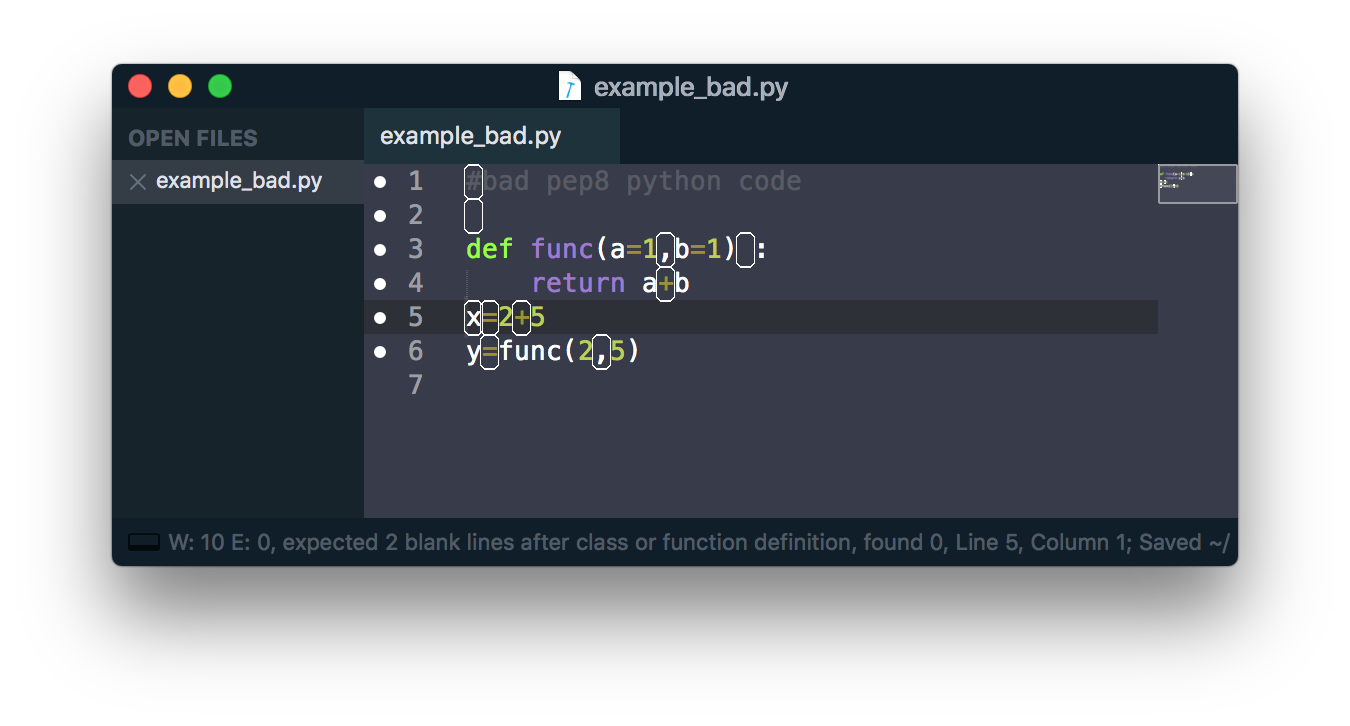 example_bad.py
OPEN FILES
example_bad.py
example_bad.py
1 #bad pep8 python code
2
3 def func(a=1,b=1) :
4     return a+b
5 x=2+5
6 y=func(2,5)
7
W: 10 E: 0, expected 2 blank lines after class or function definition, found 0, Line 5, Column 1; Saved ~/